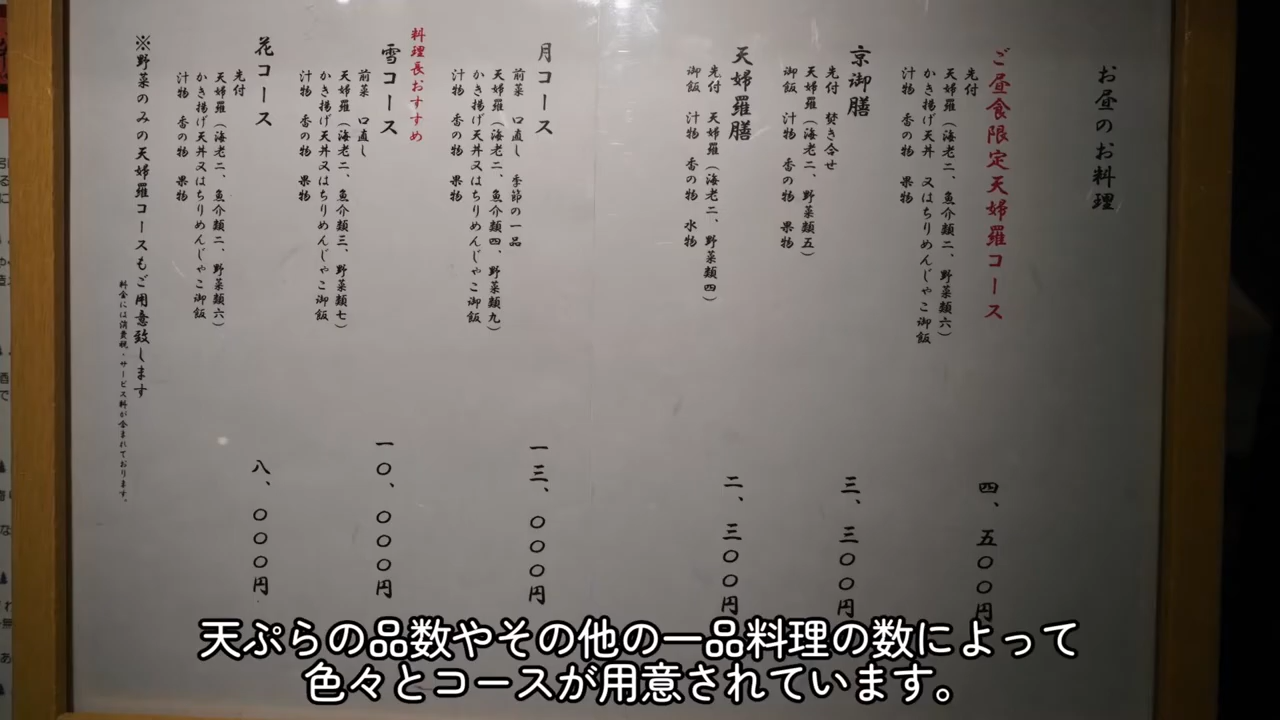 お昼のお料理
ご昼食限定天婦羅コース
先付
天婦羅(海老二、魚介類二、野菜類六)
かき揚げ天丼 又はちりめんじゃこ御飯
汁物 香の物 果物
四、五〇〇円
京御膳
先付 焚き合せ
天婦羅(海老二、野菜類五)
御飯 汁物 香の物 果物
三、三〇〇円
天婦羅膳
先付 天婦羅(海老二、野菜類四)
御飯 汁物 香の物 水物
二、三〇〇円
月コース
前菜 口直し 季節の一品
天婦羅(海老二、魚介類四、野菜類九)
かき揚げ天丼又はちりめんじゃこ御飯
汁物 香の物 果物
一三、〇〇〇円
料理長おすすめ
雪コース
前菜 口直し
天婦羅(海老二、魚介類三、野菜類七)
かき揚げ天丼又はちりめんじゃこ御飯
汁物 香の物 果物
一〇、〇〇〇円
花コース
先付
天婦羅(海老二、魚介類二、野菜類六)
かき揚げ天丼又はちりめんじゃこ御飯
汁物 香の物 果物
八、〇〇〇円
※野菜のみの天婦羅コースもご用意致します
料金には消費税・サービス料が含まれております。
天ぷらの品数やその他の一品料理の数によって
色々とコースが用意されています。